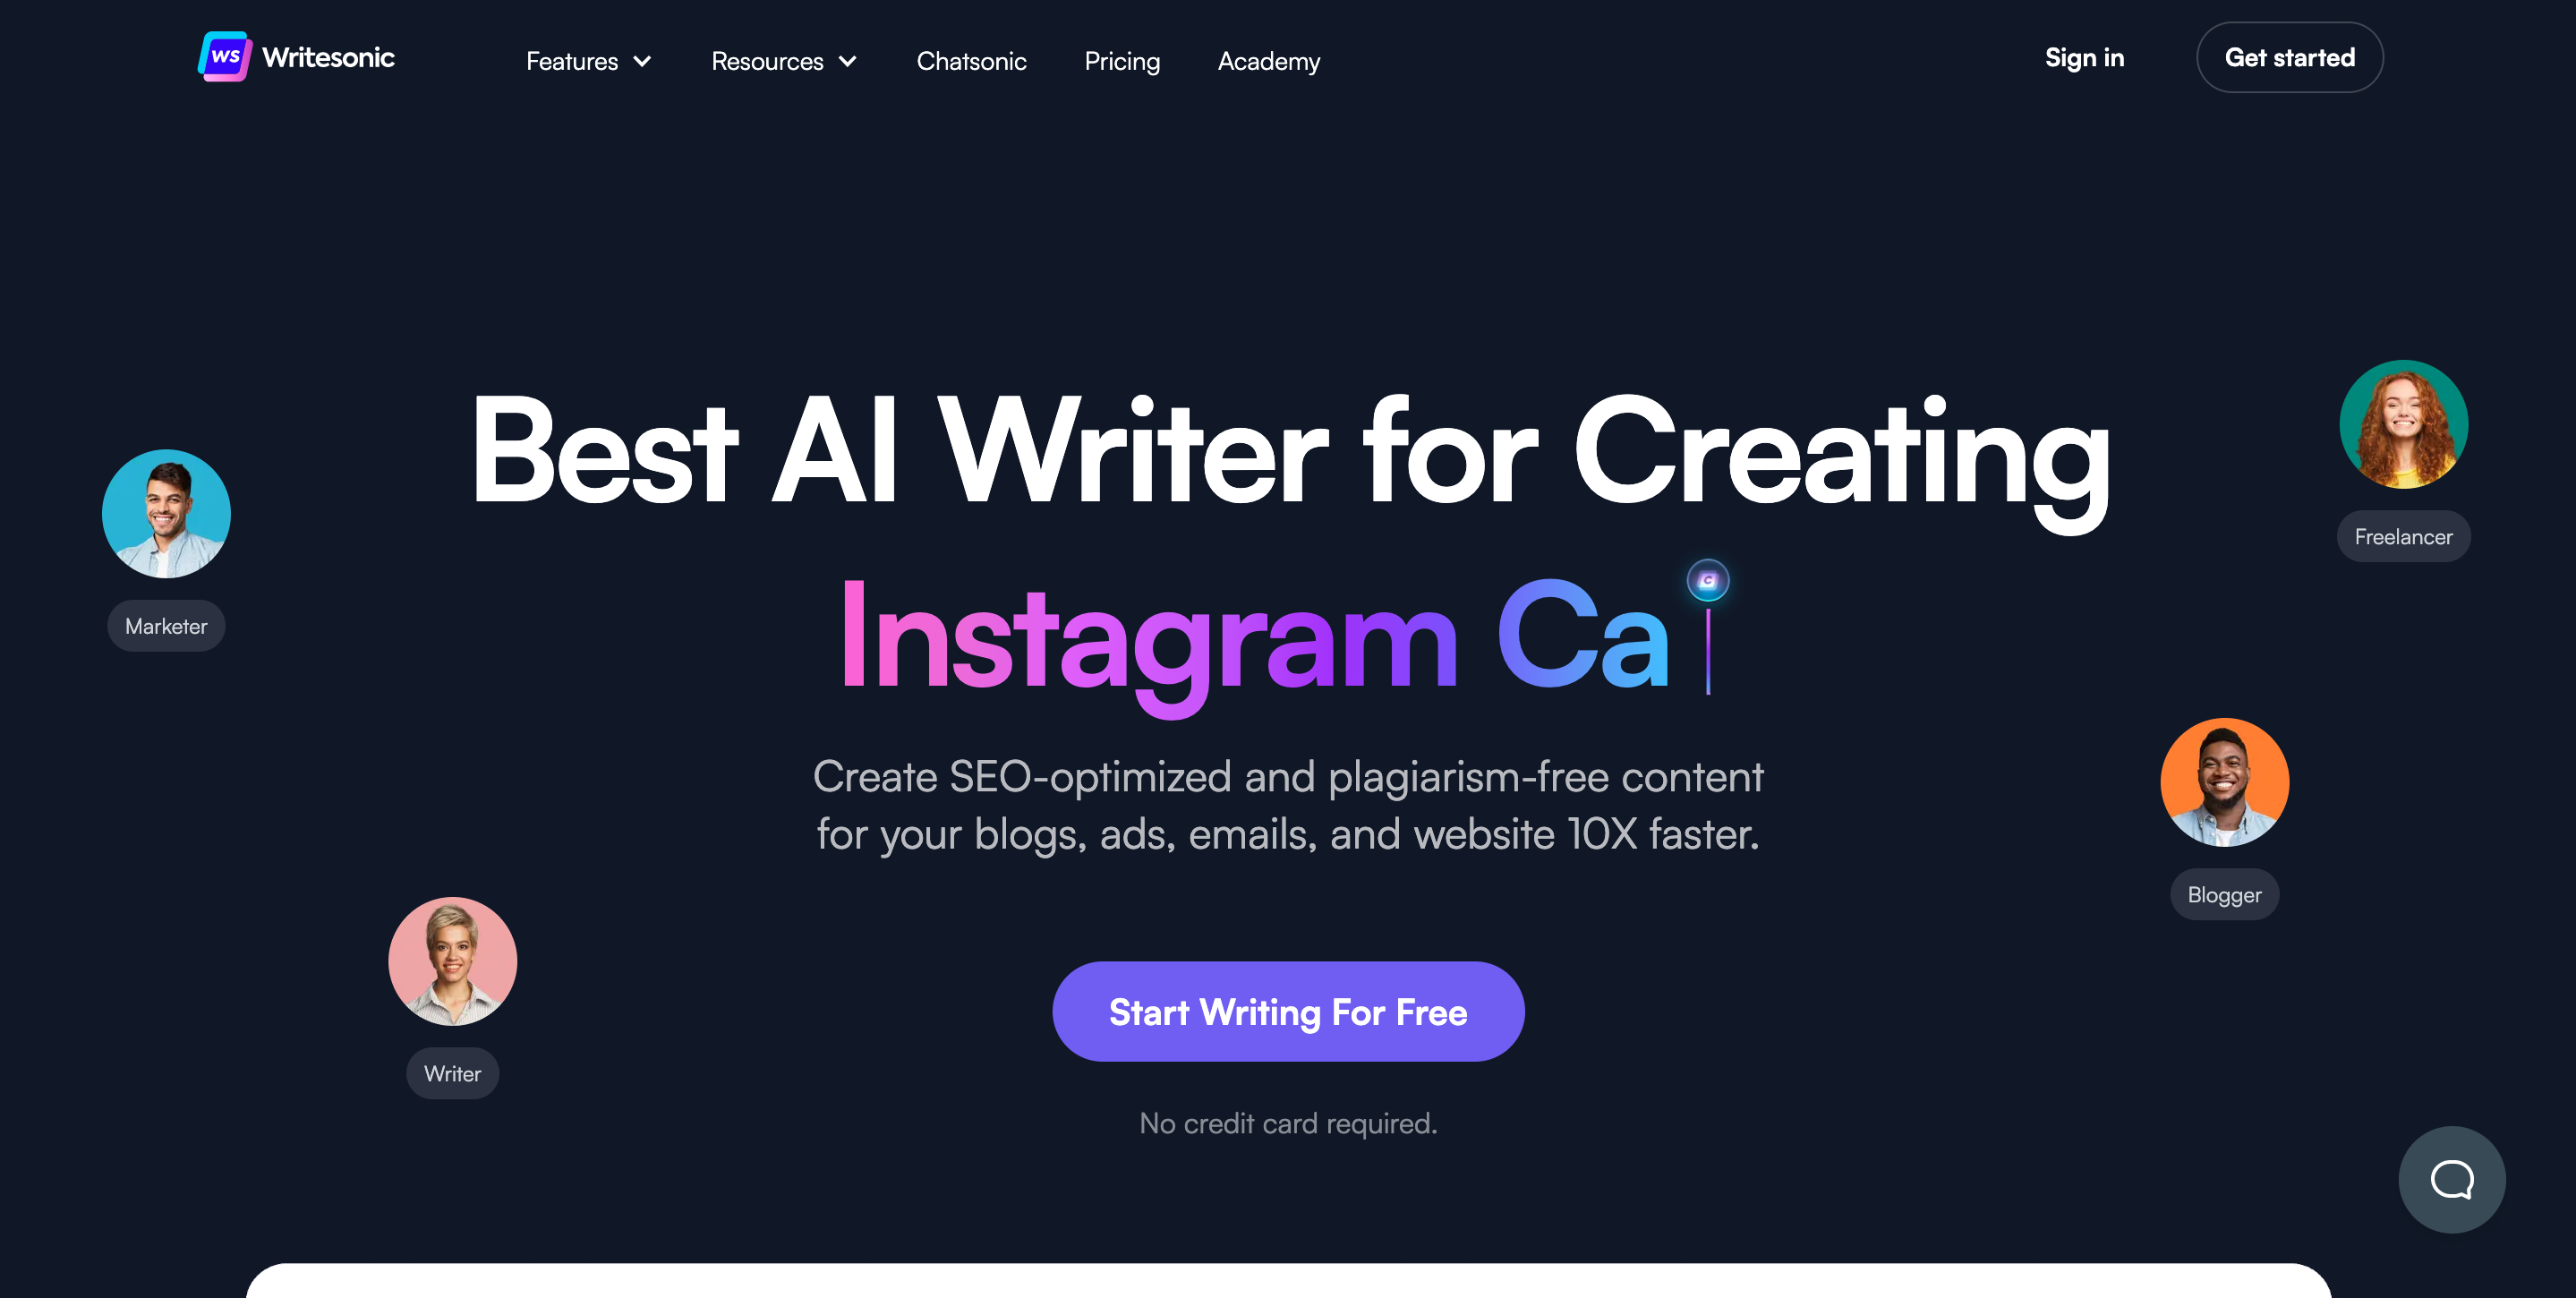 WS Writesonic
Features
Resources
Chatsonic
Pricing
Academy
Sign in
Get started
Best AI Writer for Creating
Instagram Ca
C
Create SEO-optimized and plagiarism-free content
for your blogs, ads, emails, and website 10X faster.
Start Writing For Free
No credit card required.
Marketer
Writer
Freelancer
Blogger